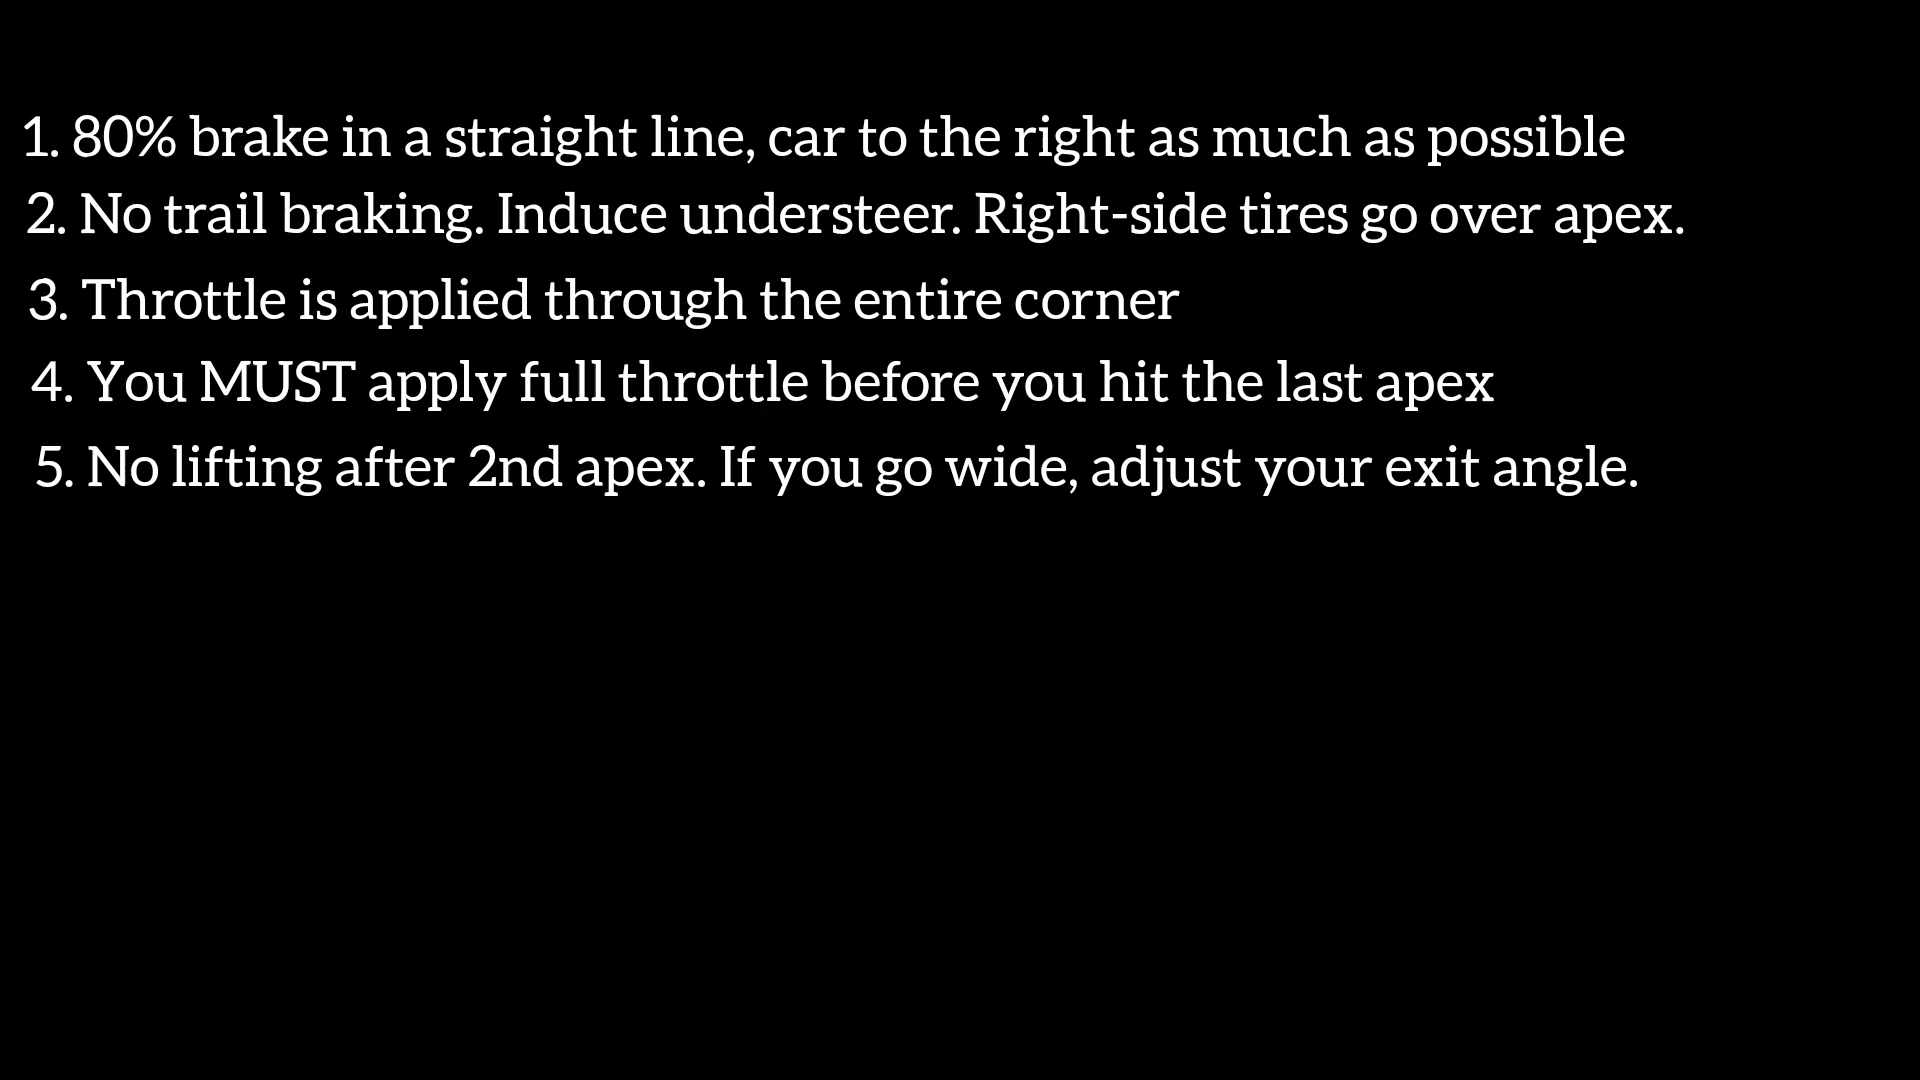 1. 80% brake in a straight line, car to the right as much as possible
2. No trail braking. Induce understeer. Right-side tires go over apex.
3. Throttle is applied through the entire corner
4. You MUST apply full throttle before you hit the last apex
5. No lifting after 2nd apex. If you go wide, adjust your exit angle.